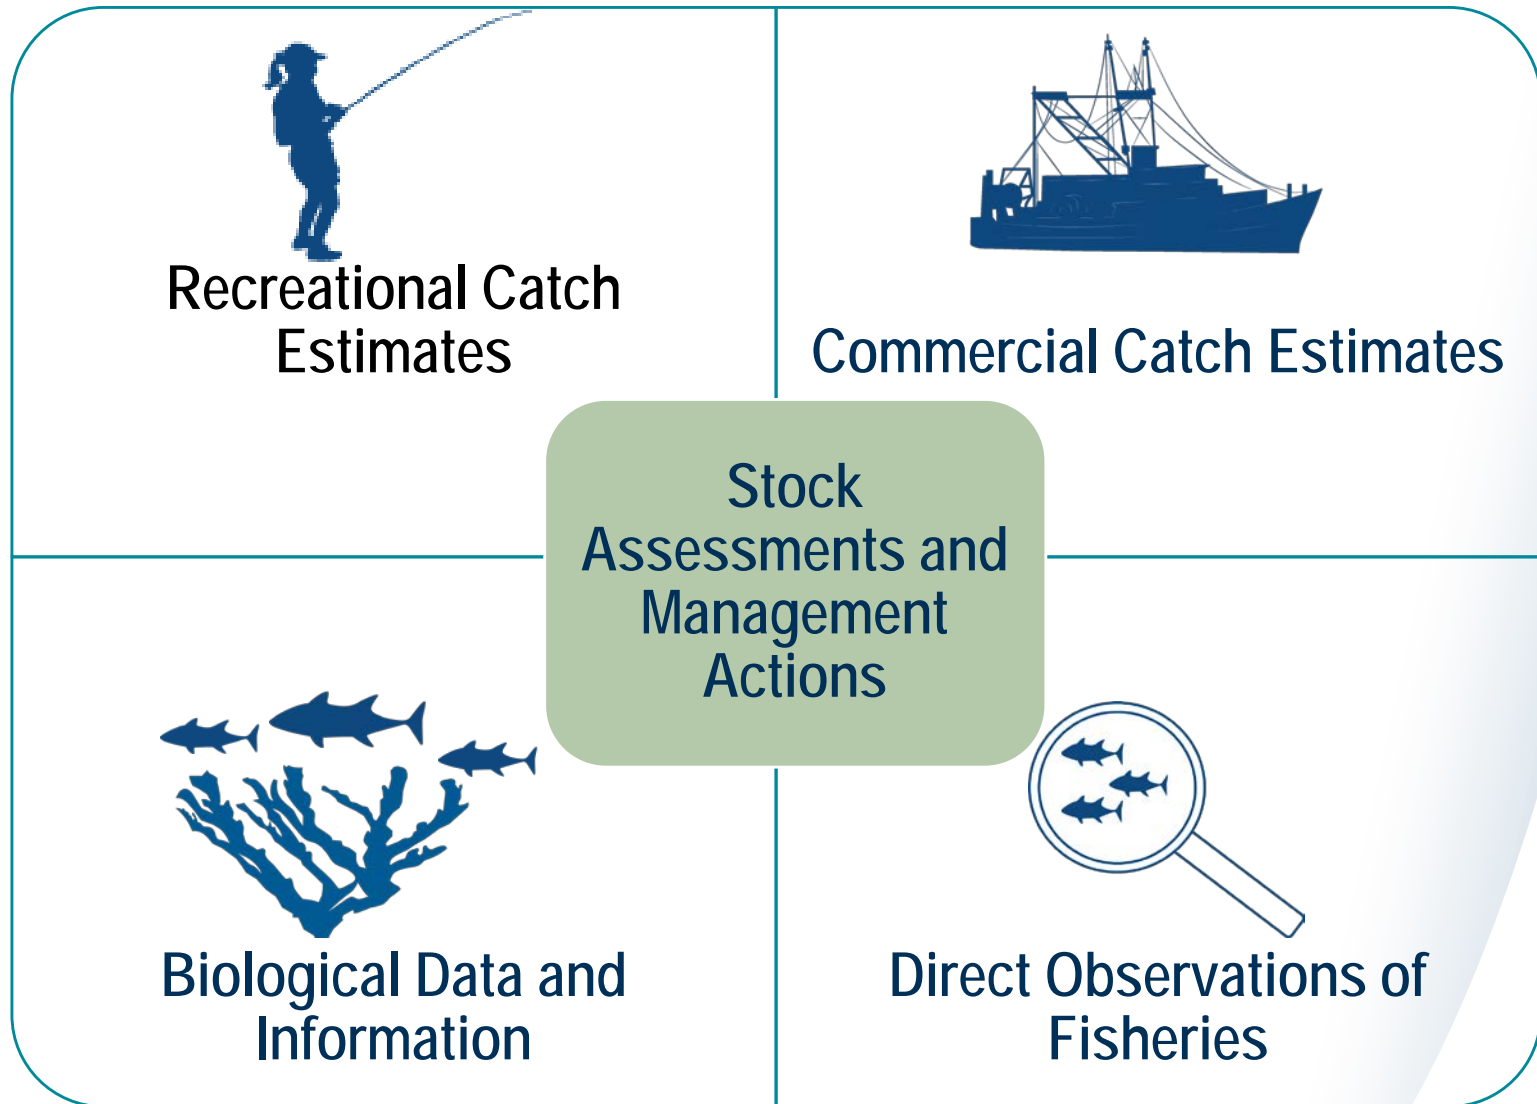 Recreational Catch
Estimates
Commercial Catch Estimates
Stock
Assessments and
Management
Actions
Biological Data and
Information
Direct Observations of
Fisheries